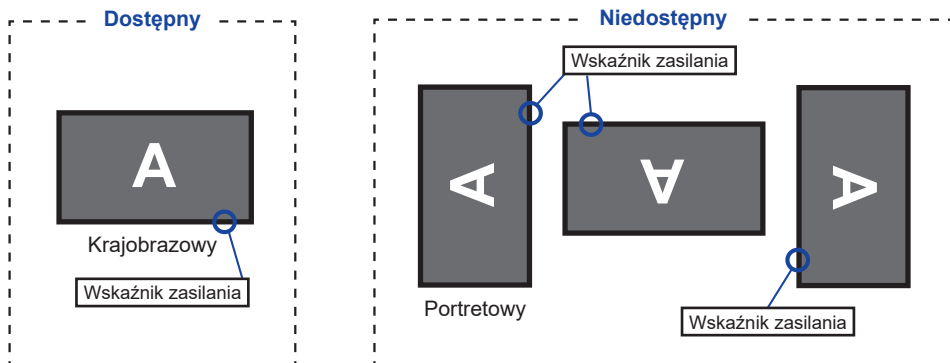 Dostępny
A
Krajobrazowy
Wskaźnik zasilania
Niedostępny
Wskaźnik zasilania
A
A
A
Portretowy
Wskaźnik zasilania